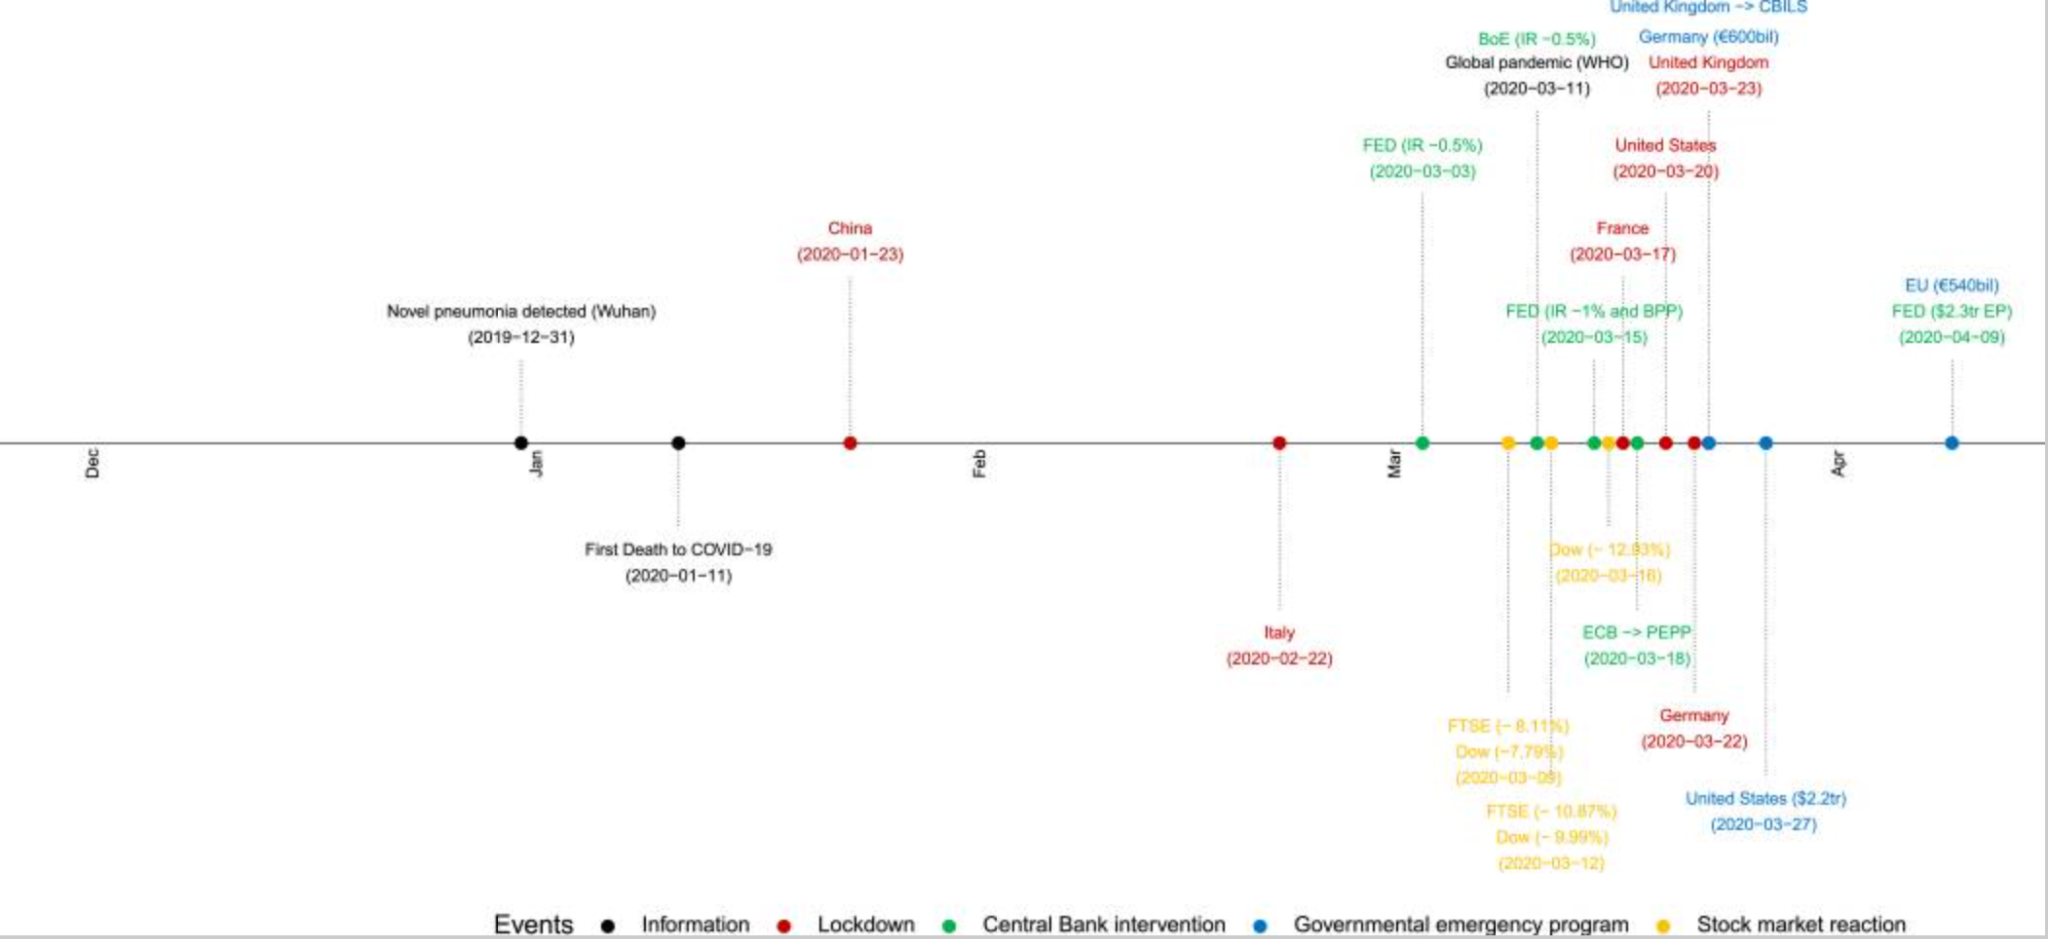 United Kingdom −> CBILS
BoE (IR −0.5%)
Germany (€600bil)
Global pandemic (WHO)
United Kingdom
(2020−03−11)
(2020−03−23)
FED (IR −0.5%)
United States
(2020−03−03)
(2020−03−20)
China
France
(2020−01−23)
(2020−03−17)
EU (€540bil)
Novel pneumonia detected (Wuhan)
FED (IR −1% and BPP)
FED ($2.3tr EP)
(2019−12−31)
(2020−03−15)
(2020−04−09)
Dec
Jan
Feb
Mar
Apr
First Death to COVID−19
Dow (− 12.93%)
(2020−01−11)
(2020−03−16)
Italy
ECB −> PEPP
(2020−02−22)
(2020−03−18)
FTSE (− 8.11%)
Germany
Dow (−7.79%)
(2020−03−22)
(2020−03−09)
United States ($2.2tr)
FTSE (− 10.87%)
(2020−03−27)
Dow (− 9.99%)
(2020−03−12)
Events Information Lockdown Central Bank intervention Governmental emergency program Stock market reaction